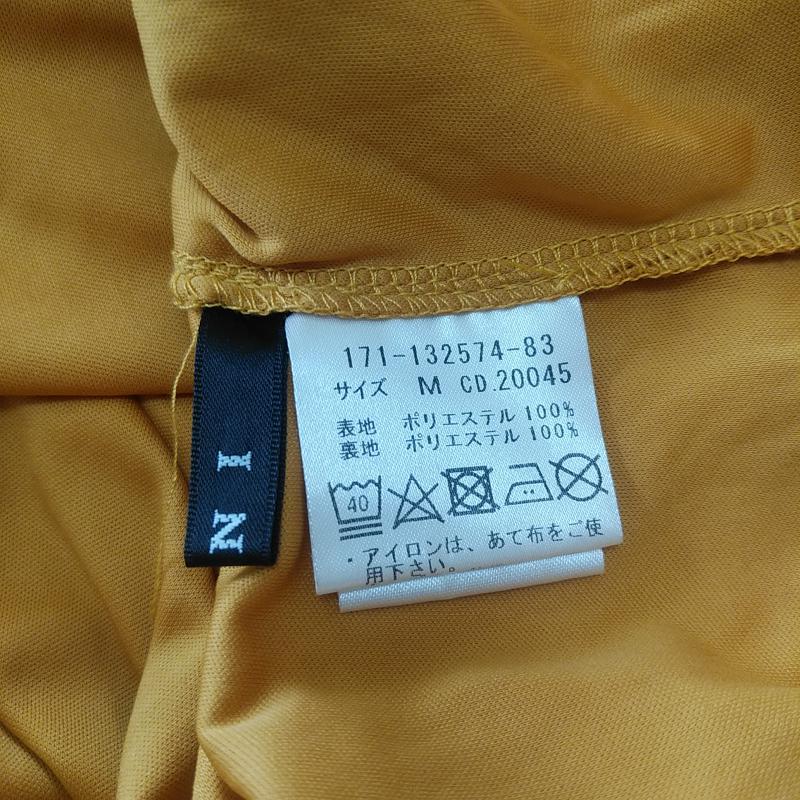 171-132574-83
サイズ M CD.20045
表地 ポリエステル 100%
裏地 ポリエステル 100%
40
・アイロンは、あて布をご使
用下さい。
N I